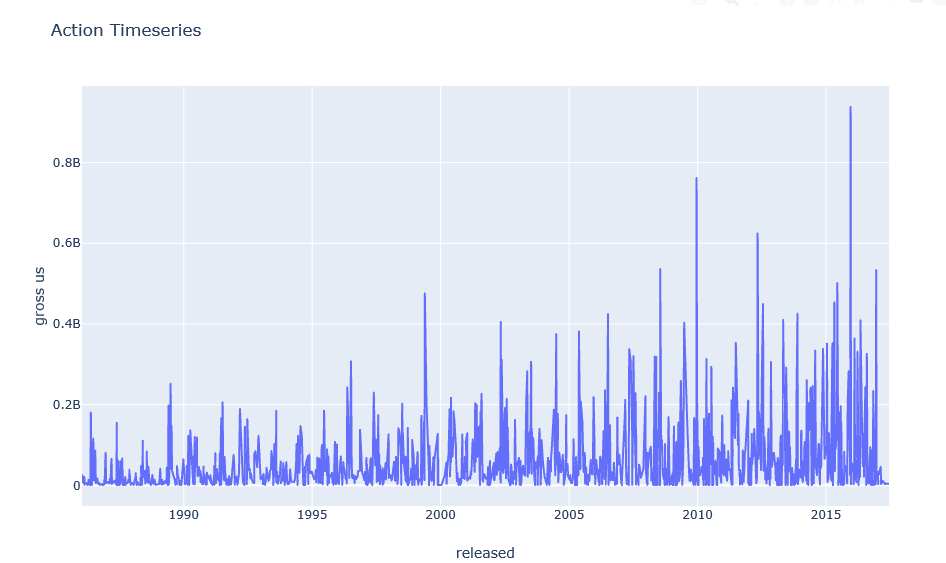 Action Timeseries
0.8B
0.6B
gross us
0.4B
0.2B
0
1990 1995 2000 2005 2010 2015
released